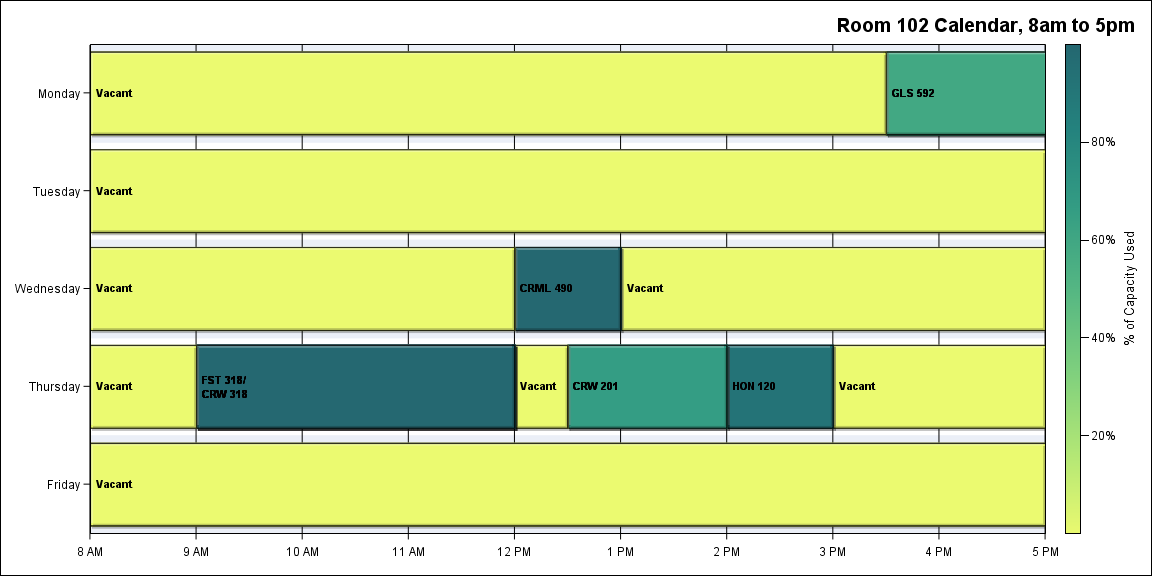 Room 102 Calendar, 8am to 5pm
Monday
Vacant
GLS 592
Tuesday
Vacant
Wednesday
Vacant
CRML 490
Vacant
Thursday
Vacant
FST 318/
CRW 318
Vacant
CRW 201
HON 120
Vacant
Friday
Vacant
8 AM
9 AM
10 AM
11 AM
12 PM
1 PM
2 PM
3 PM
4 PM
5 PM
80%
60%
40%
20%
% of Capacity Used